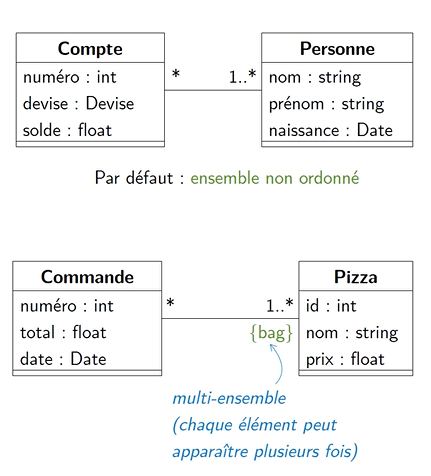 Compte
numéro : int
devise : Devise
solde : float
* 1..*
Personne
nom : string
prénom : string
naissance : Date
Par défaut : ensemble non ordonné
Commande
numéro : int
total : float
date : Date
* 1..*
{bag}
Pizza
id : int
nom : string
prix : float
multi-ensemble
(chaque élément peut
apparaître plusieurs fois)